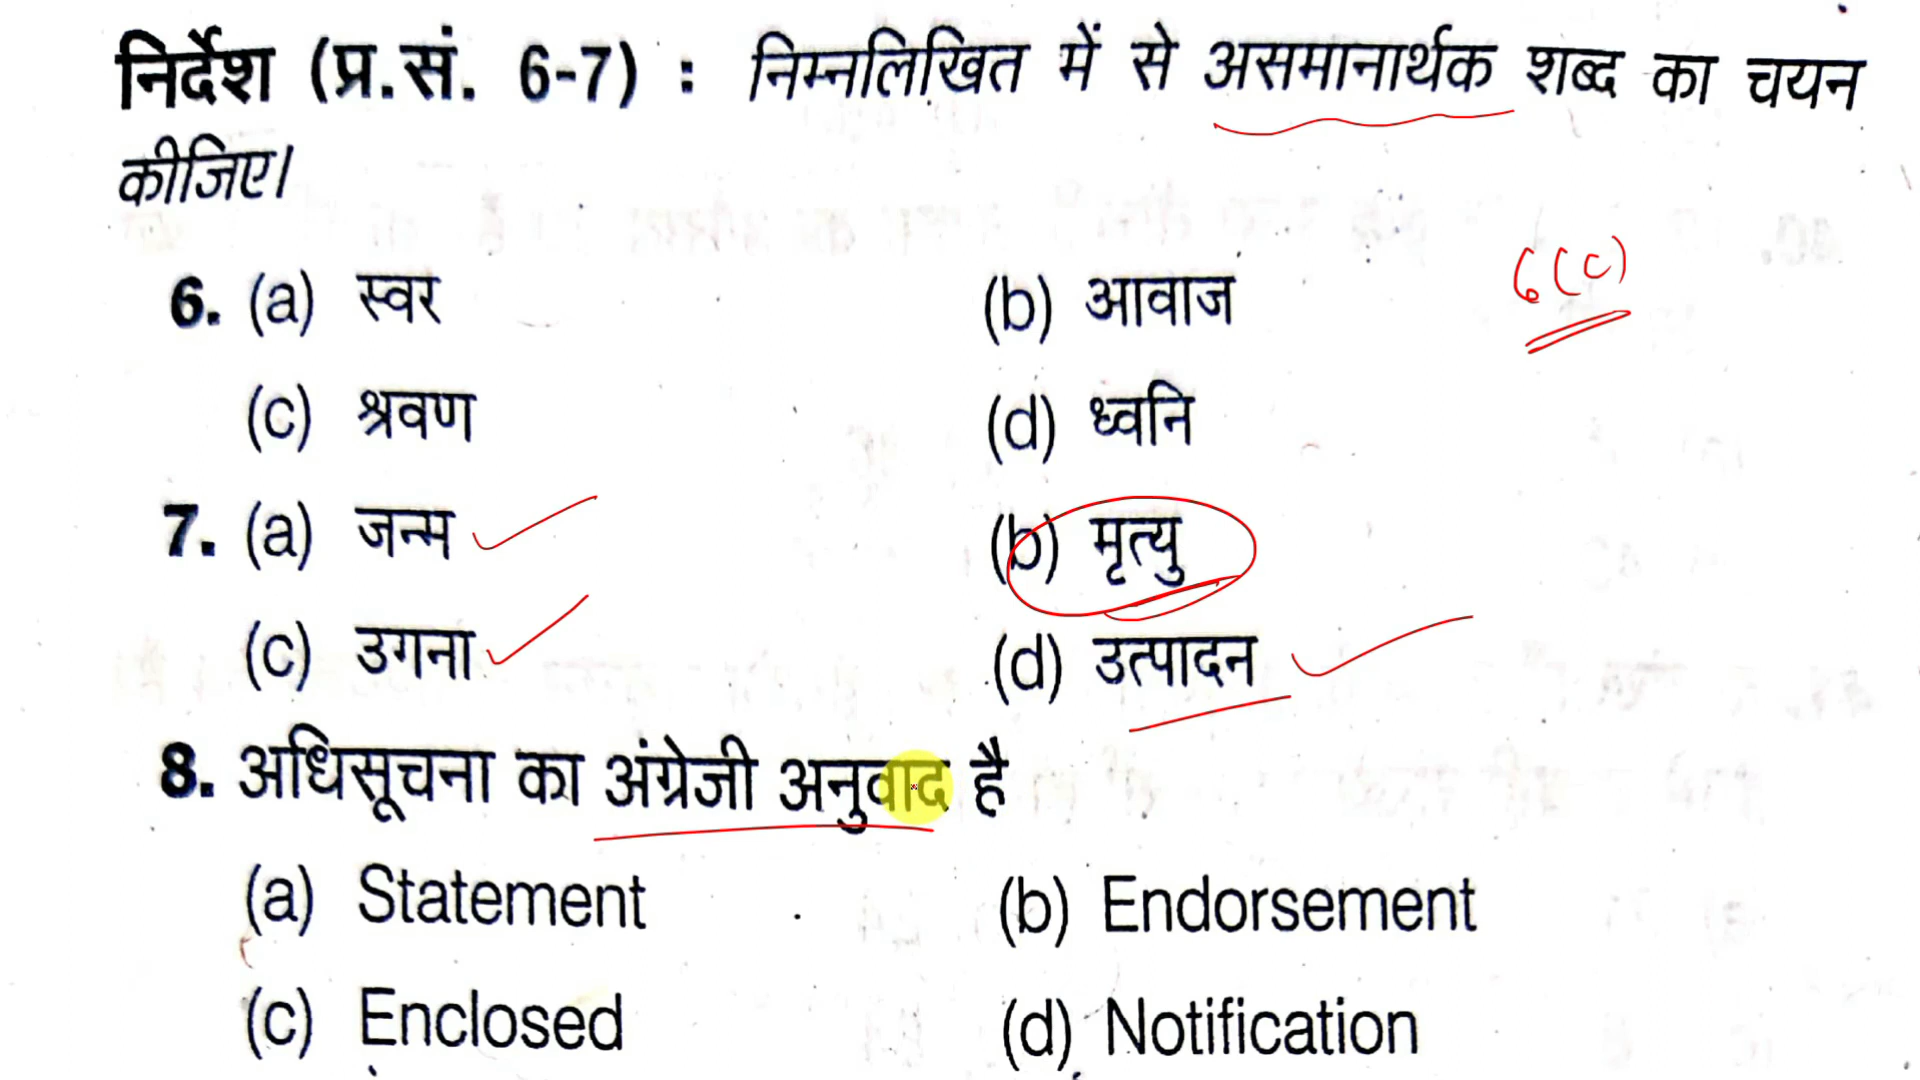 निर्देश (प्र.सं. 6-7) : निम्नलिखित में से असमानार्थक शब्द का चयन
कीजिए।
6. (a) स्वर (b) आवाज 6(c)
(c) श्रवण (d) ध्वनि
7. (a) जन्म (b) मृत्यु
(c) उगना (d) उत्पादन
8. अधिसूचना का अंग्रेजी अनुवाद है
(a) Statement (b) Endorsement
(c) Enclosed (d) Notification